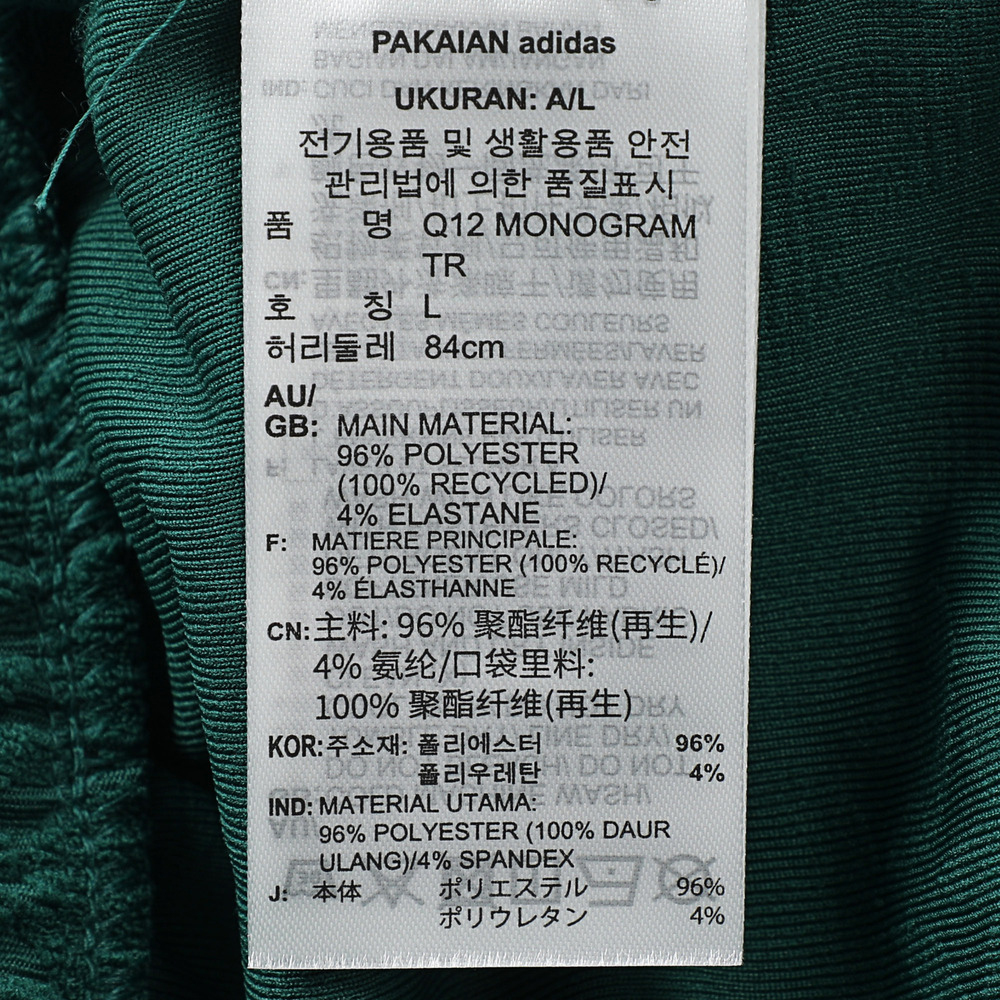 PAKAIAN adidas
UKURAN: A/L
전기용품 및 생활용품 안전
관리법에 의한 품질표시
품 명 Q12 MONOGRAM
TR
호 칭 L
허리둘레 84cm
AU/
GB: MAIN MATERIAL:
96% POLYESTER
(100% RECYCLED)/
4% ELASTANE
F: MATIERE PRINCIPALE:
96% POLYESTER (100% RECYCLÉ)/
4% ÉLASTHANNE
CN: 主料: 96% 聚酯纤维(再生)/
4% 氨纶/口袋里料:
100% 聚酯纤维(再生)
KOR: 주소재: 폴리에스터 96%
폴리우레탄 4%
IND: MATERIAL UTAMA:
96% POLYESTER (100% DAUR
ULANG)/4% SPANDEX
J: 本体 ポリエステル 96%
ポリウレタン 4%